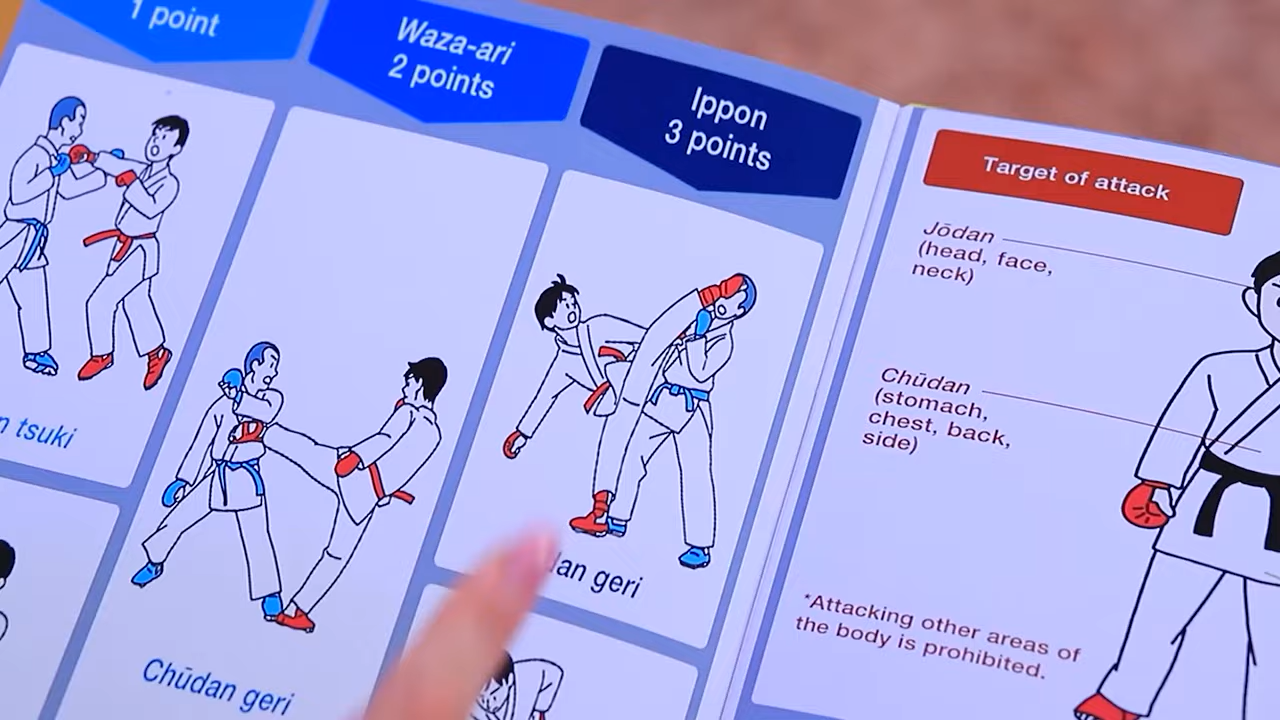 1 point
Waza-ari
2 points
Ippon
3 points
tsuki
Chūdan geri
geri
Target of attack
Jōdan
(head, face,
neck)
Chūdan
(stomach,
chest, back,
side)
*Attacking other areas of
the body is prohibited.